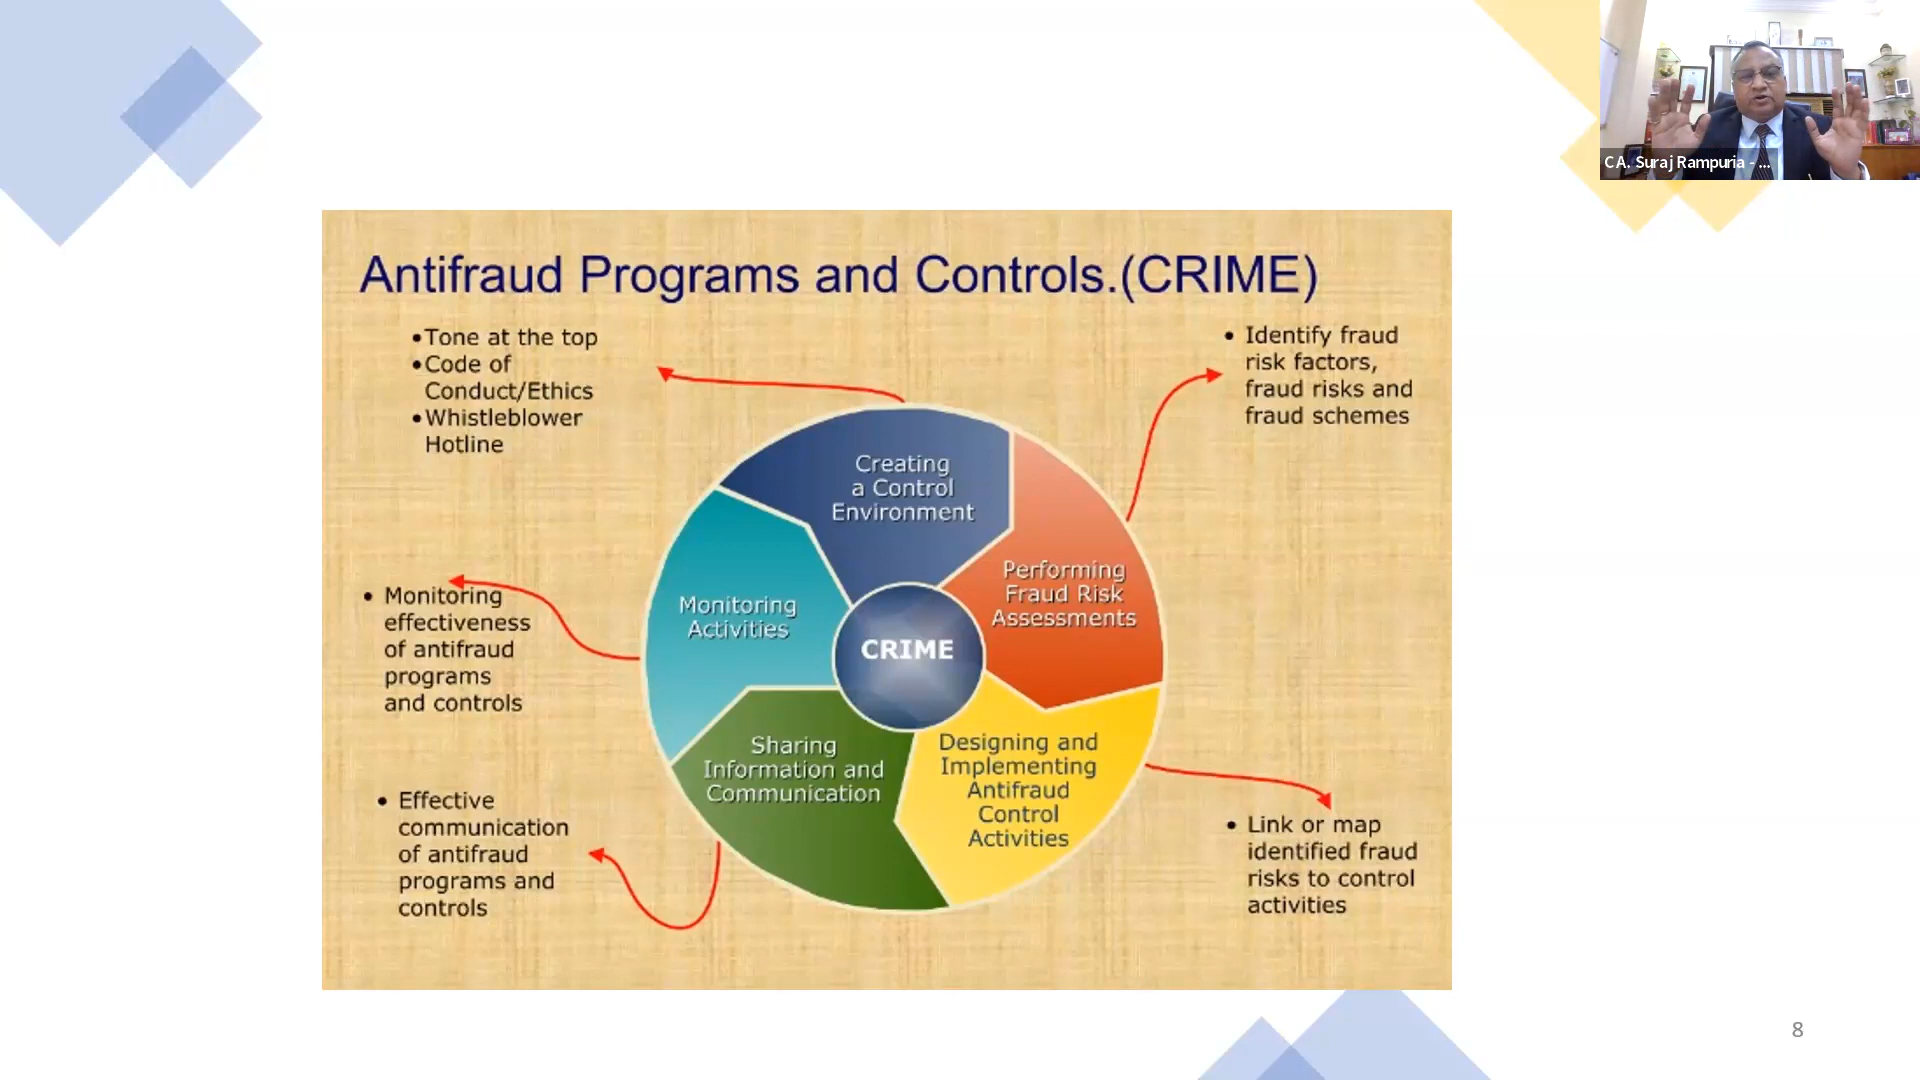 CA. Suraj Rampuria - ...
Antifraud Programs and Controls.(CRIME)
•Tone at the top
•Code of
Conduct/Ethics
•Whistleblower
Hotline
• Identify fraud
risk factors,
fraud risks and
fraud schemes
Creating
a Control
Environment
Performing
Fraud Risk
Assessments
Monitoring
Activities
CRIME
Sharing
Information and
Communication
Designing and
Implementing
Antifraud
Control
Activities
• Monitoring
effectiveness
of antifraud
programs
and controls
• Effective
communication
of antifraud
programs and
controls
• Link or map
identified fraud
risks to control
activities
8